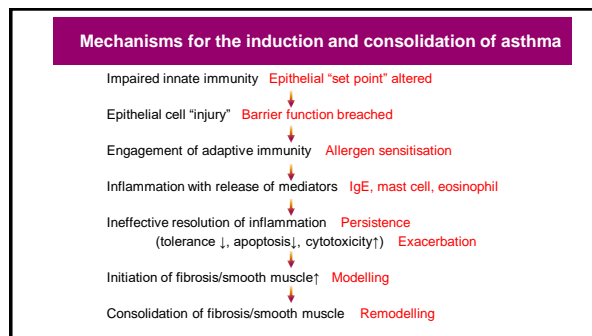 Mechanisms for the induction and consolidation of asthma
Impaired innate immunity Epithelial “set point” altered
Epithelial cell “injury” Barrier function breached
Engagement of adaptive immunity Allergen sensitisation
Inflammation with release of mediators IgE, mast cell, eosinophil
Ineffective resolution of inflammation Persistence
(tolerance ↓, apoptosis↓, cytotoxicity↑) Exacerbation
Initiation of fibrosis/smooth muscle↑ Modelling
Consolidation of fibrosis/smooth muscle Remodelling